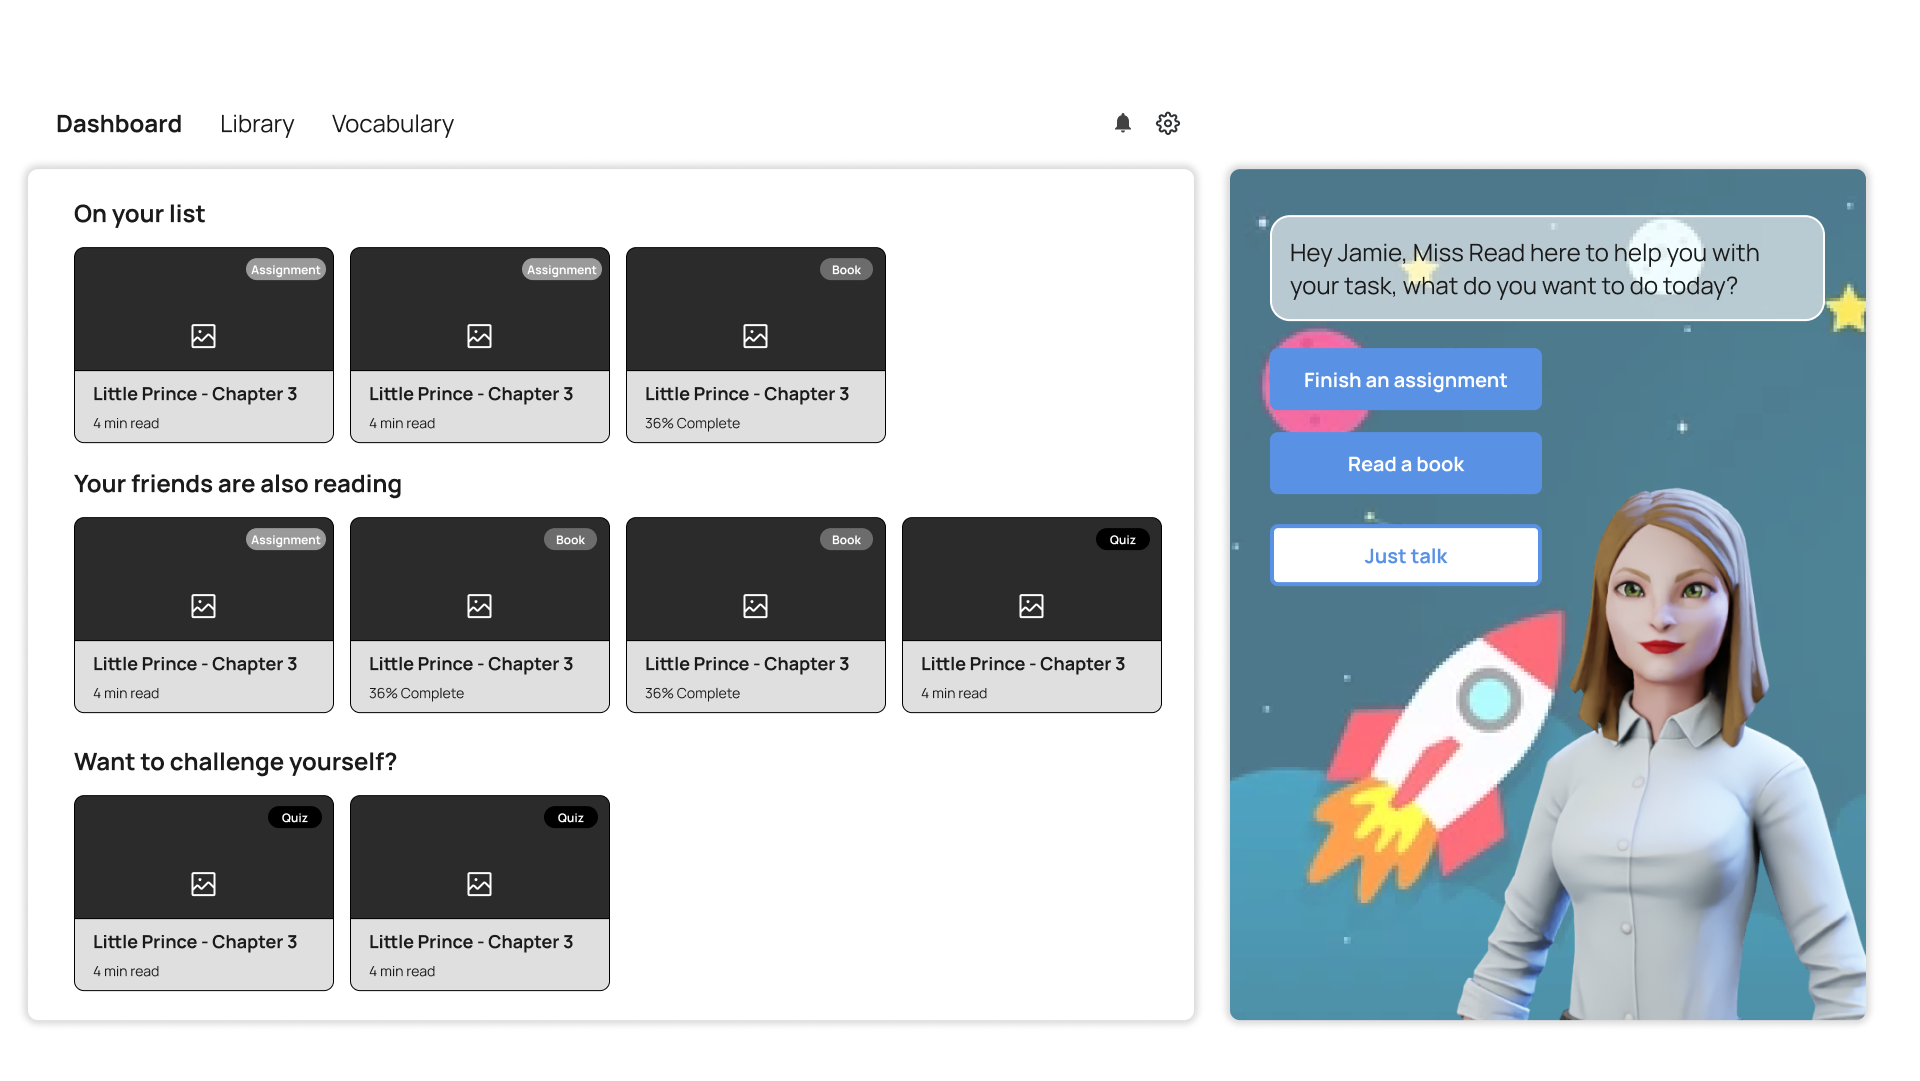 Dashboard Library Vocabulary
On your list
Assignment
Little Prince - Chapter 3
4 min read
Assignment
Little Prince - Chapter 3
4 min read
Book
Little Prince - Chapter 3
36% Complete
Your friends are also reading
Assignment
Little Prince - Chapter 3
4 min read
Book
Little Prince - Chapter 3
36% Complete
Book
Little Prince - Chapter 3
36% Complete
Quiz
Little Prince - Chapter 3
4 min read
Want to challenge yourself?
Quiz
Little Prince - Chapter 3
4 min read
Quiz
Little Prince - Chapter 3
4 min read
Hey Jamie, Miss Read here to help you with
your task, what do you want to do today?
Finish an assignment
Read a book
Just talk